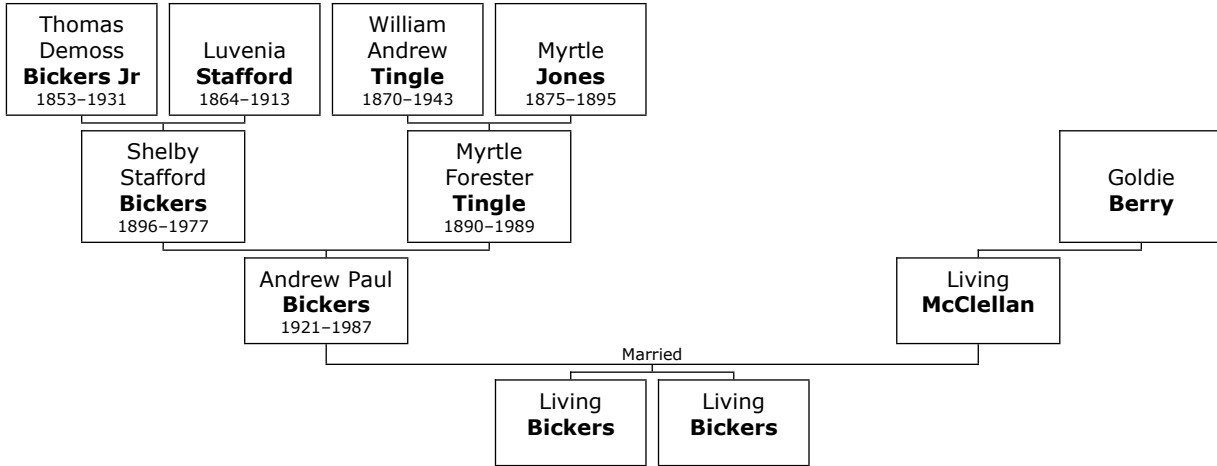 Thomas
Demoss
Bickers Jr
1853–1931
Luvenia
Stafford
1864–1913
William
Andrew
Tingle
1870–1943
Myrtle
Jones
1875–1895
Shelby
Stafford
Bickers
1896–1977
Myrtle
Forester
Tingle
1890–1989
Goldie
Berry
Andrew Paul
Bickers
1921–1987
Living
McClellan
Married
Living
Bickers
Living
Bickers